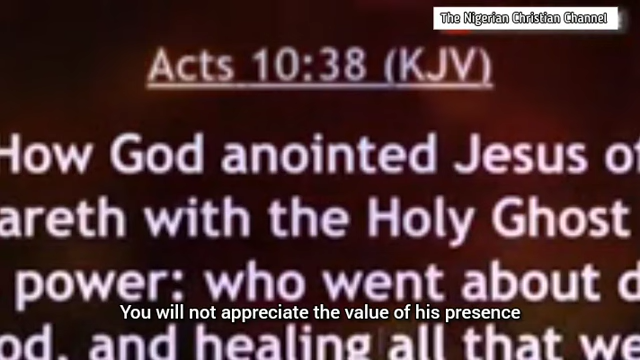 The Nigerian Christian Channel
Acts 10:38 (KJV)
How God anointed Jesus of
areth with the Holy Ghost
power: who went about d
You will not appreciate the value of his presence
od, and healing all that we